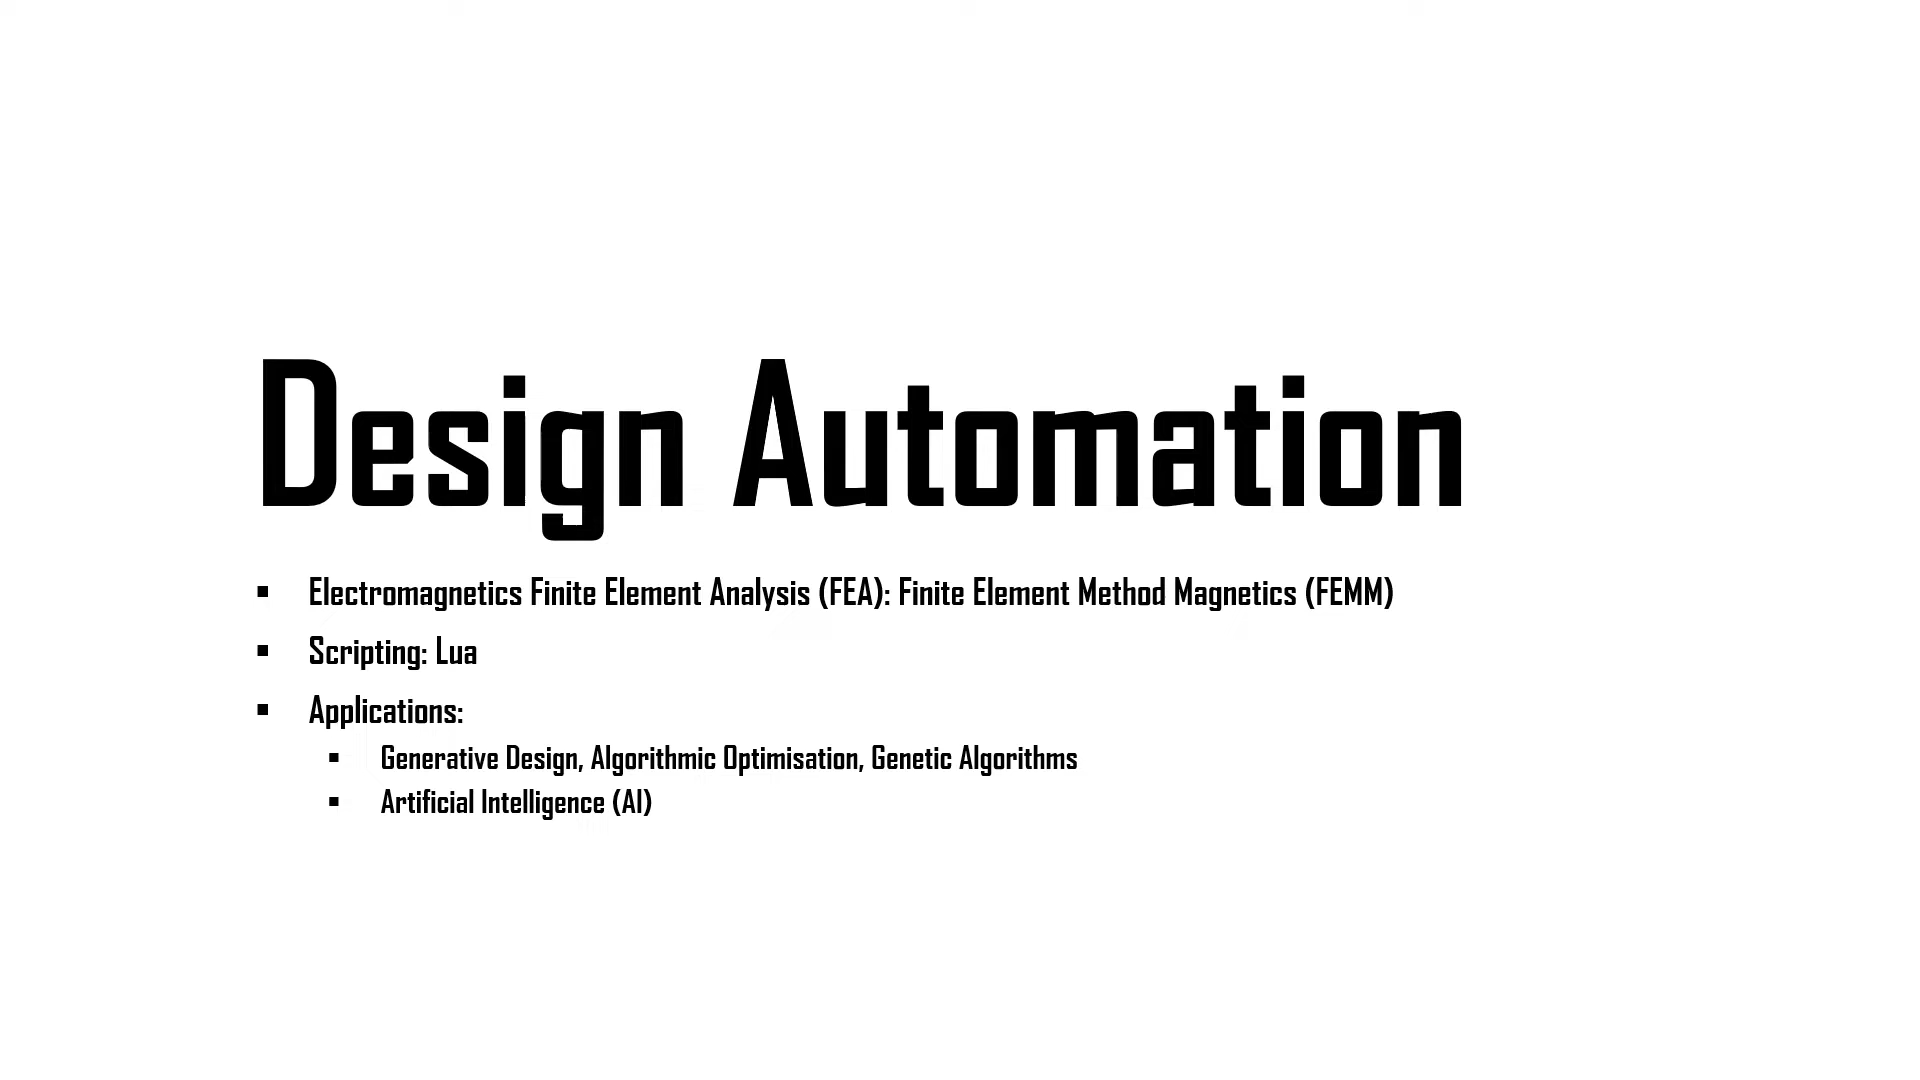 Design Automation
▪ Electromagnetics Finite Element Analysis (FEA): Finite Element Method Magnetics (FEMM)
▪ Scripting: Lua
▪ Applications:
▪ Generative Design, Algorithmic Optimisation, Genetic Algorithms
▪ Artificial Intelligence (AI)